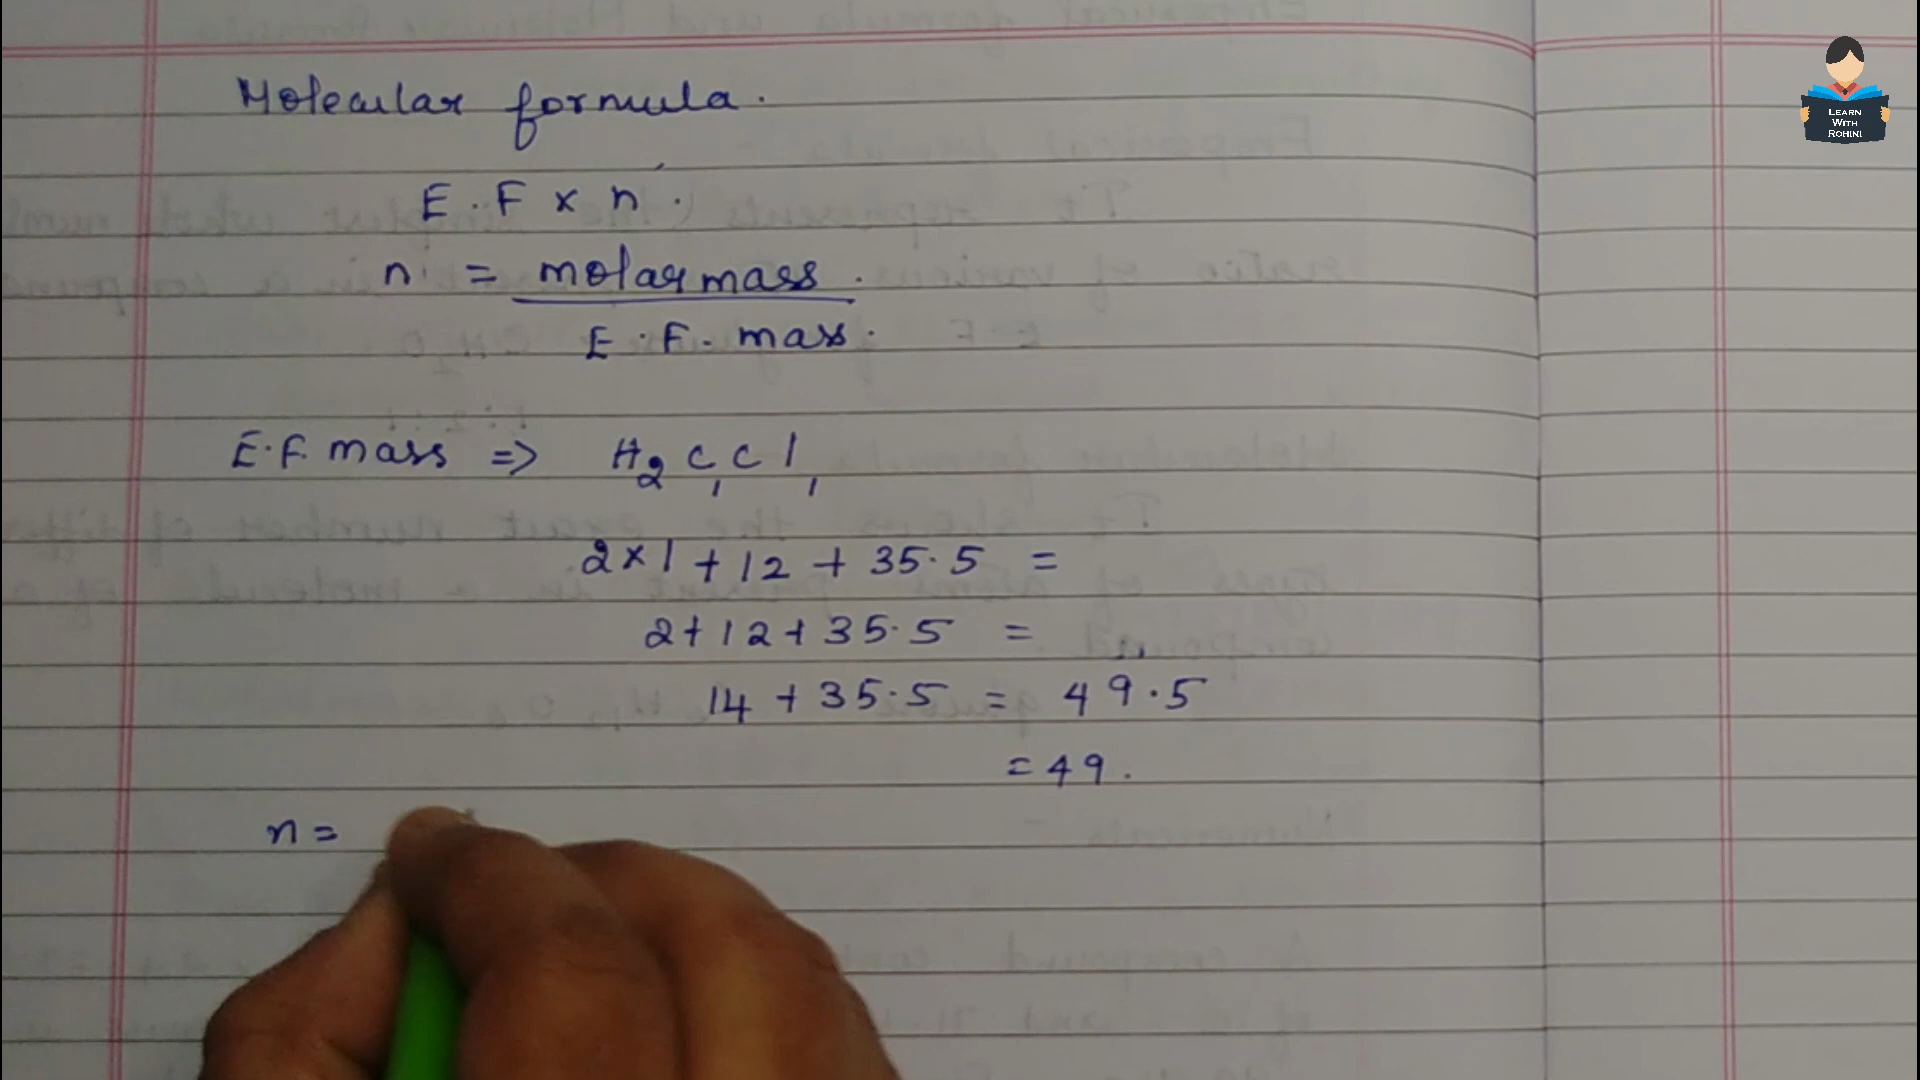 Molecular formula.
E.F x n.
n = molar mass.
E.F. mass.
E.F. mass => H2 C1 Cl1
2x1 + 12 + 35.5 =
2+12+35.5 =
14 + 35.5 = 49.5
= 49.
n =
LEARN
WITH
ROHINI